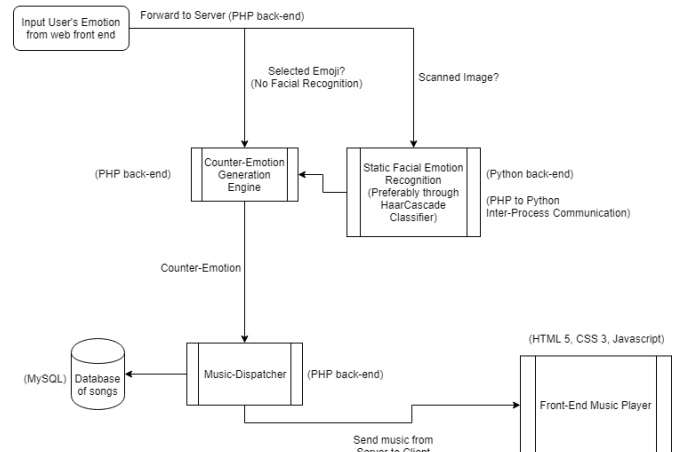 Input User's Emotion
from web front end
Forward to Server (PHP back-end)
Selected Emoji?
(No Facial Recognition)
Scanned Image?
(PHP back-end)
Counter-Emotion
Generation
Engine
Static Facial Emotion
Recognition
(Preferably through
HaarCascade
Classifier)
(Python back-end)
(PHP to Python
Inter-Process Communication)
Counter-Emotion
(MySQL)
Database
of songs
Music-Dispatcher
(PHP back-end)
(HTML 5, CSS 3, Javascript)
Front-End Music Player
Send music from
Server to Client